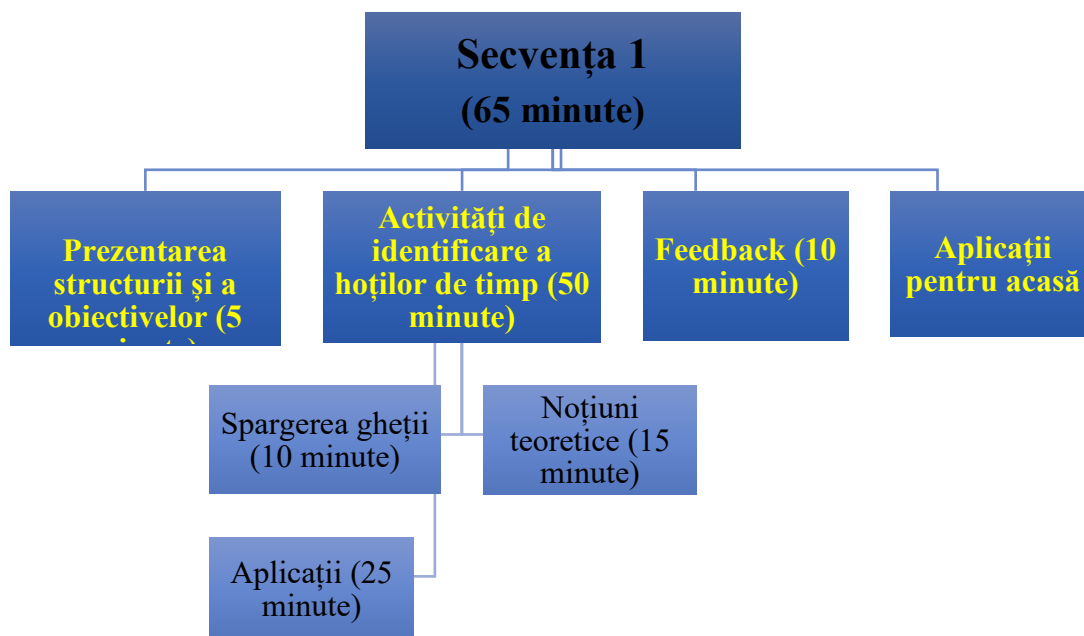 Secvența 1
(65 minute)
Prezentarea
structurii și a
obiectivelor (5
Activități de
identificare a
hoților de timp (50
minute)
Feedback (10
minute)
Aplicații
pentru acasă
Spargerea gheții
(10 minute)
Noțiuni
teoretice (15
minute)
Aplicații (25
minute)